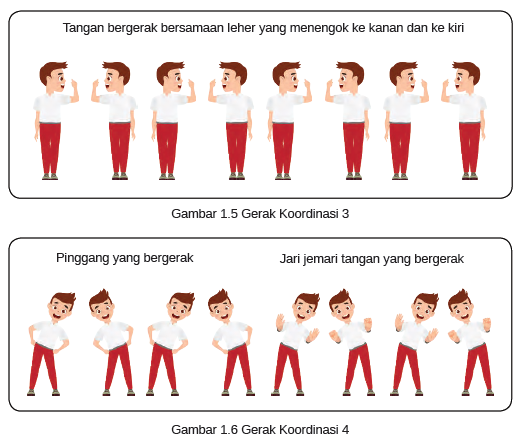 Tangan bergerak bersamaan leher yang menengok ke kanan dan ke kiri
Gambar 1.5 Gerak Koordinasi 3
Pinggang yang bergerak
Jari jemari tangan yang bergerak
Gambar 1.6 Gerak Koordinasi 4